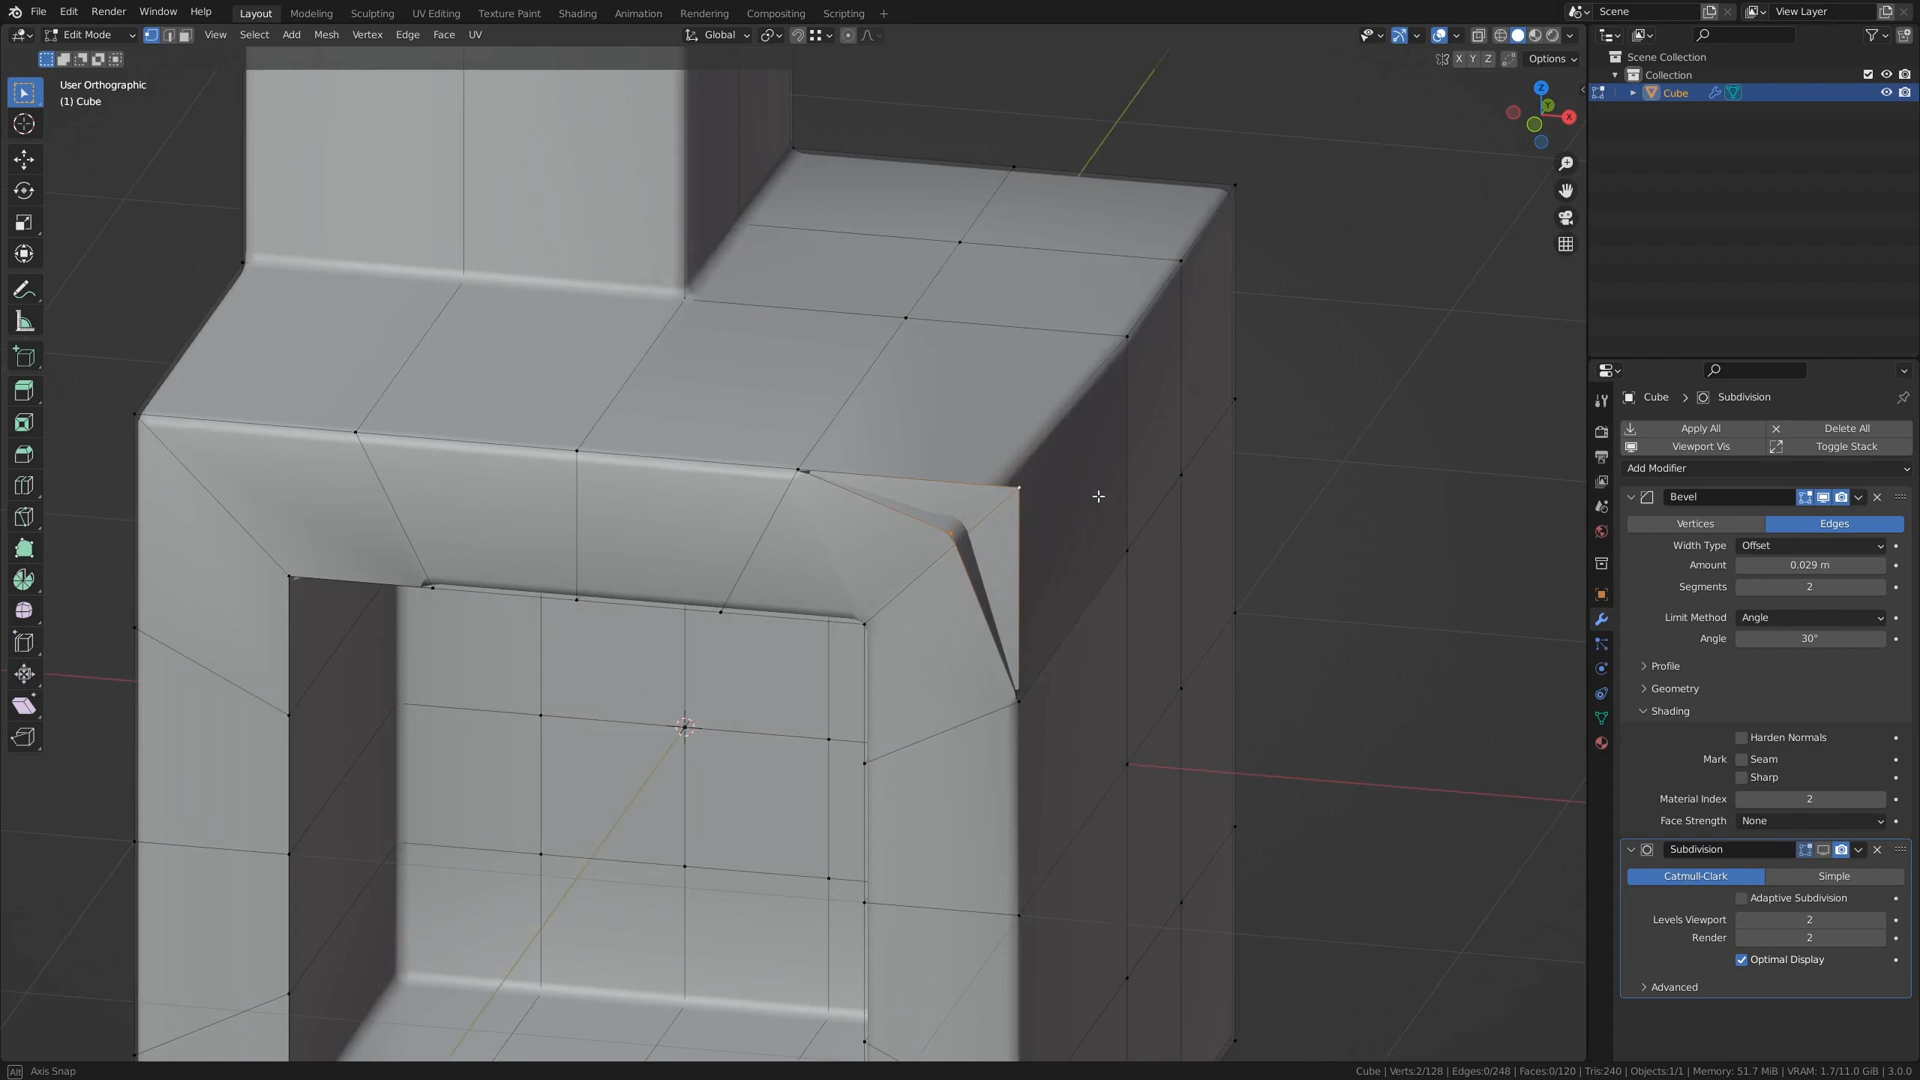 File Edit Render Window Help Layout Modeling Sculpting UV Editing Texture Paint Shading Animation Rendering Compositing Scripting + Scene View Layer
Edit Mode View Select Add Mesh Vertex Edge Face UV Global
X Y Z Options
User Orthographic
(1) Cube
Z
Y
X
Scene Collection
Collection
Cube
Cube > Subdivision
Apply All Delete All
Viewport Vis Toggle Stack
Add Modifier
Bevel
Vertices Edges
Width Type Offset
Amount 0.029 m
Segments 2
Limit Method Angle
Angle 30°
Profile
Geometry
Shading
Harden Normals
Mark Seam
Sharp
Material Index 2
Face Strength None
Subdivision
Catmull-Clark Simple
Adaptive Subdivision
Levels Viewport 2
Render 2
Optimal Display
Advanced
Alt Axis Snap Cube | Verts:2/128 | Edges:0/248 | Faces:0/120 | Tris:240 | Objects:1/1 | Memory: 51.7 MiB | VRAM: 1.7/11.0 GiB | 3.0.0